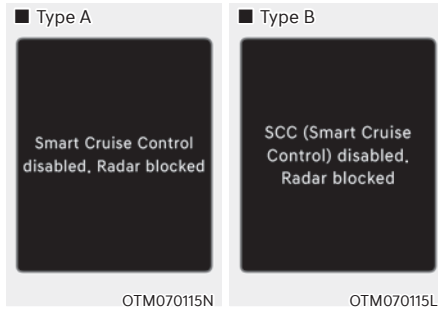 ■ Type A
Smart Cruise Control
disabled. Radar blocked
OTM070115N
■ Type B
SCC (Smart Cruise
Control) disabled.
Radar blocked
OTM070115L